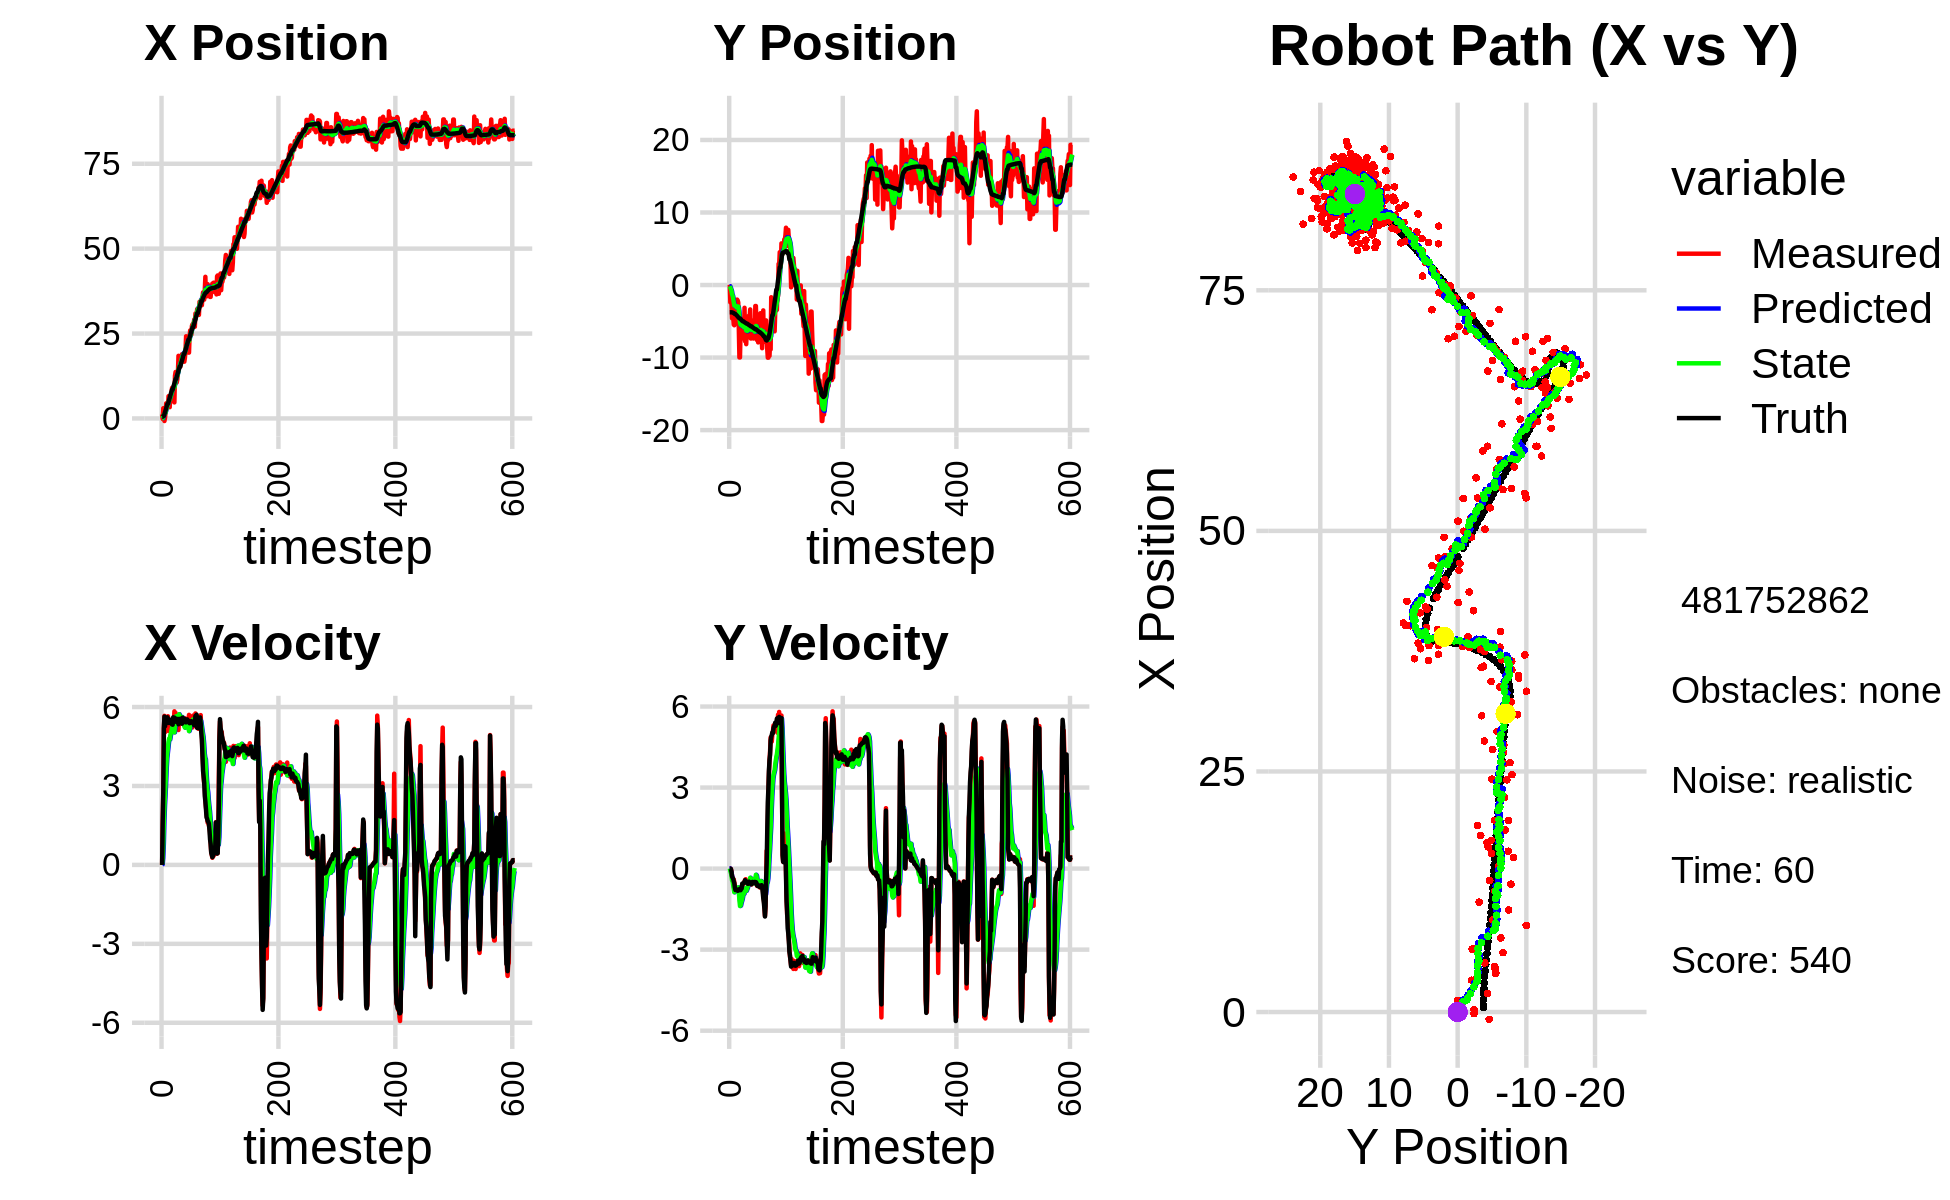 X Position
75
50
25
0
0
200
400
600
timestep
Y Position
20
10
0
-10
-20
0
200
400
600
timestep
X Velocity
6
3
0
-3
-6
0
200
400
600
timestep
Y Velocity
6
3
0
-3
-6
0
200
400
600
timestep
Robot Path (X vs Y)
X Position
75
50
25
0
20 10 0 -10 -20
Y Position
variable
Measured
Predicted
State
Truth
481752862
Obstacles: none
Noise: realistic
Time: 60
Score: 540